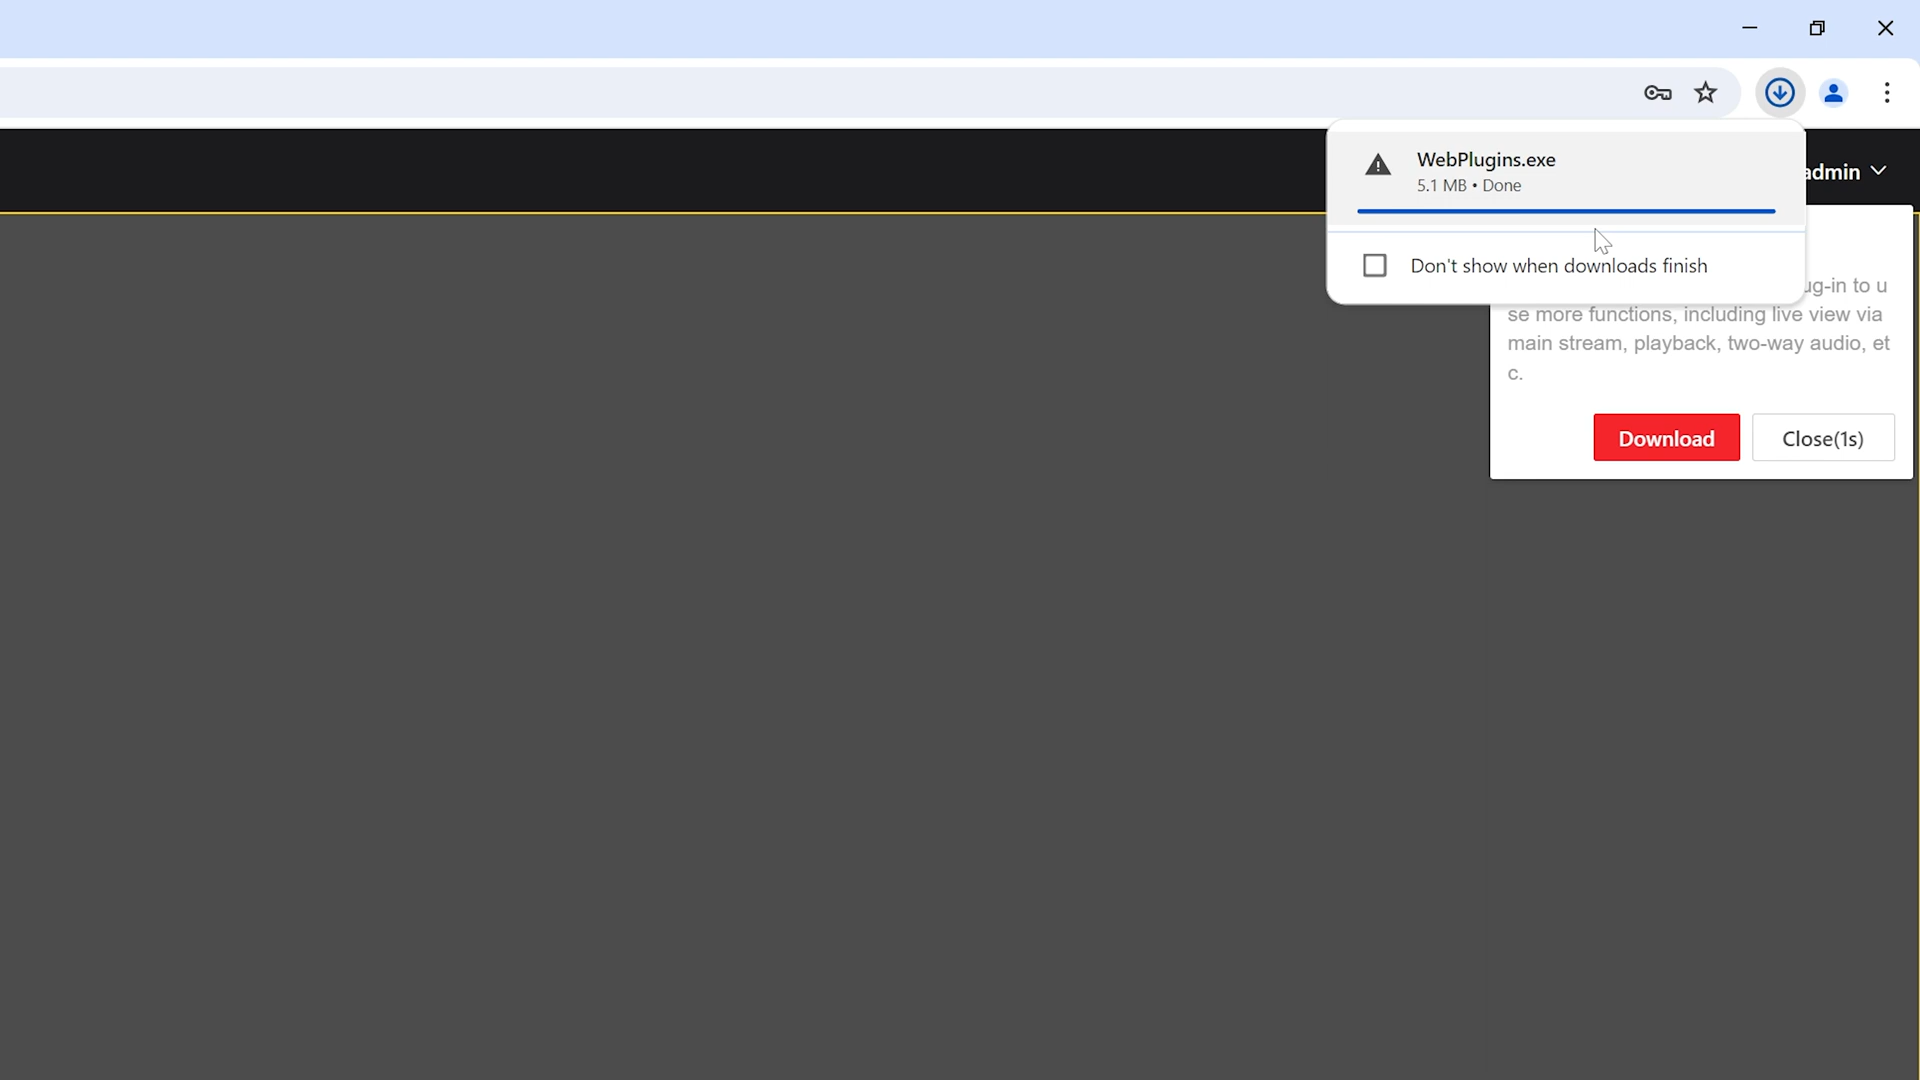 WebPlugins.exe
5.1 MB • Done
admin
Don't show when downloads finish
ug-in to u
se more functions, including live view via
main stream, playback, two-way audio, et
c.
Download
Close(1s)